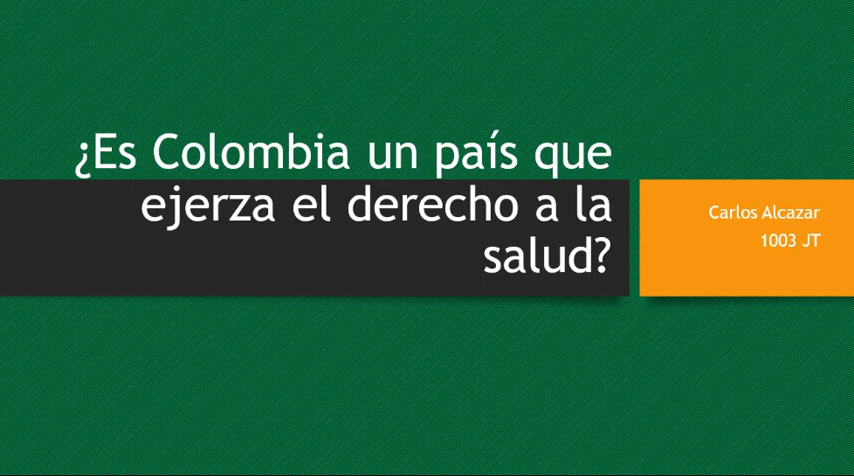 ¿Es Colombia un país que
ejerza el derecho a la
salud?
Carlos Alcazar
1003 JT